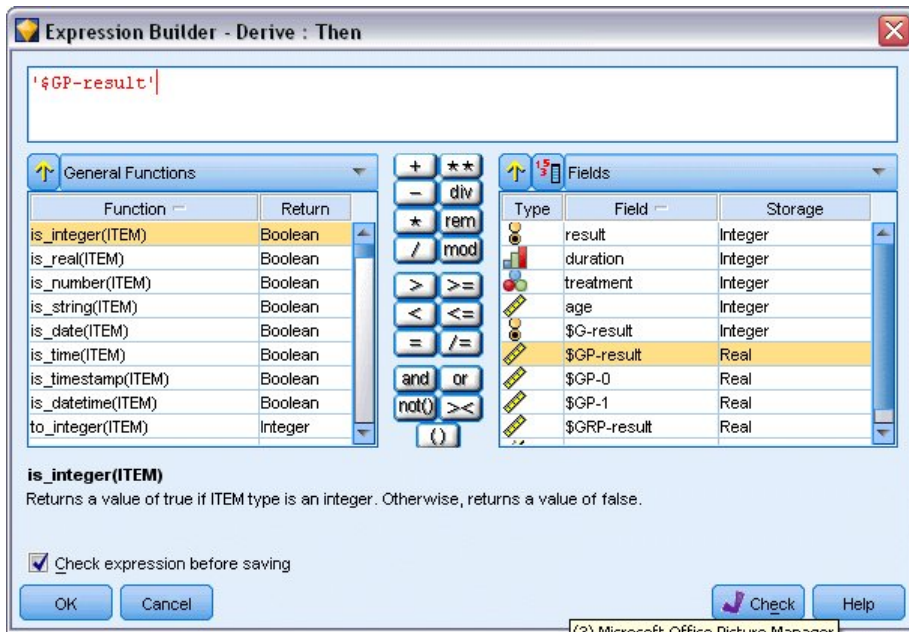 Expression Builder - Derive : Then
'$GP-result'
General Functions
Function Return
is_integer(ITEM) Boolean
is_real(ITEM) Boolean
is_number(ITEM) Boolean
is_string(ITEM) Boolean
is_date(ITEM) Boolean
is_time(ITEM) Boolean
is_timestamp(ITEM) Boolean
is_datetime(ITEM) Boolean
to_integer(ITEM) Integer
+ **
- div
* rem
/ mod
> >=
< <=
= /=
and or
not() ><
()
Fields
Type Field Storage
result Integer
duration Integer
treatment Integer
age Integer
$G-result Integer
$GP-result Real
$GP-0 Real
$GP-1 Real
$GRP-result Real
is_integer(ITEM)
Returns a value of true if ITEM type is an integer. Otherwise, returns a value of false.
Check expression before saving
OK Cancel Check Help
(3) Microsoft Office Picture Manager